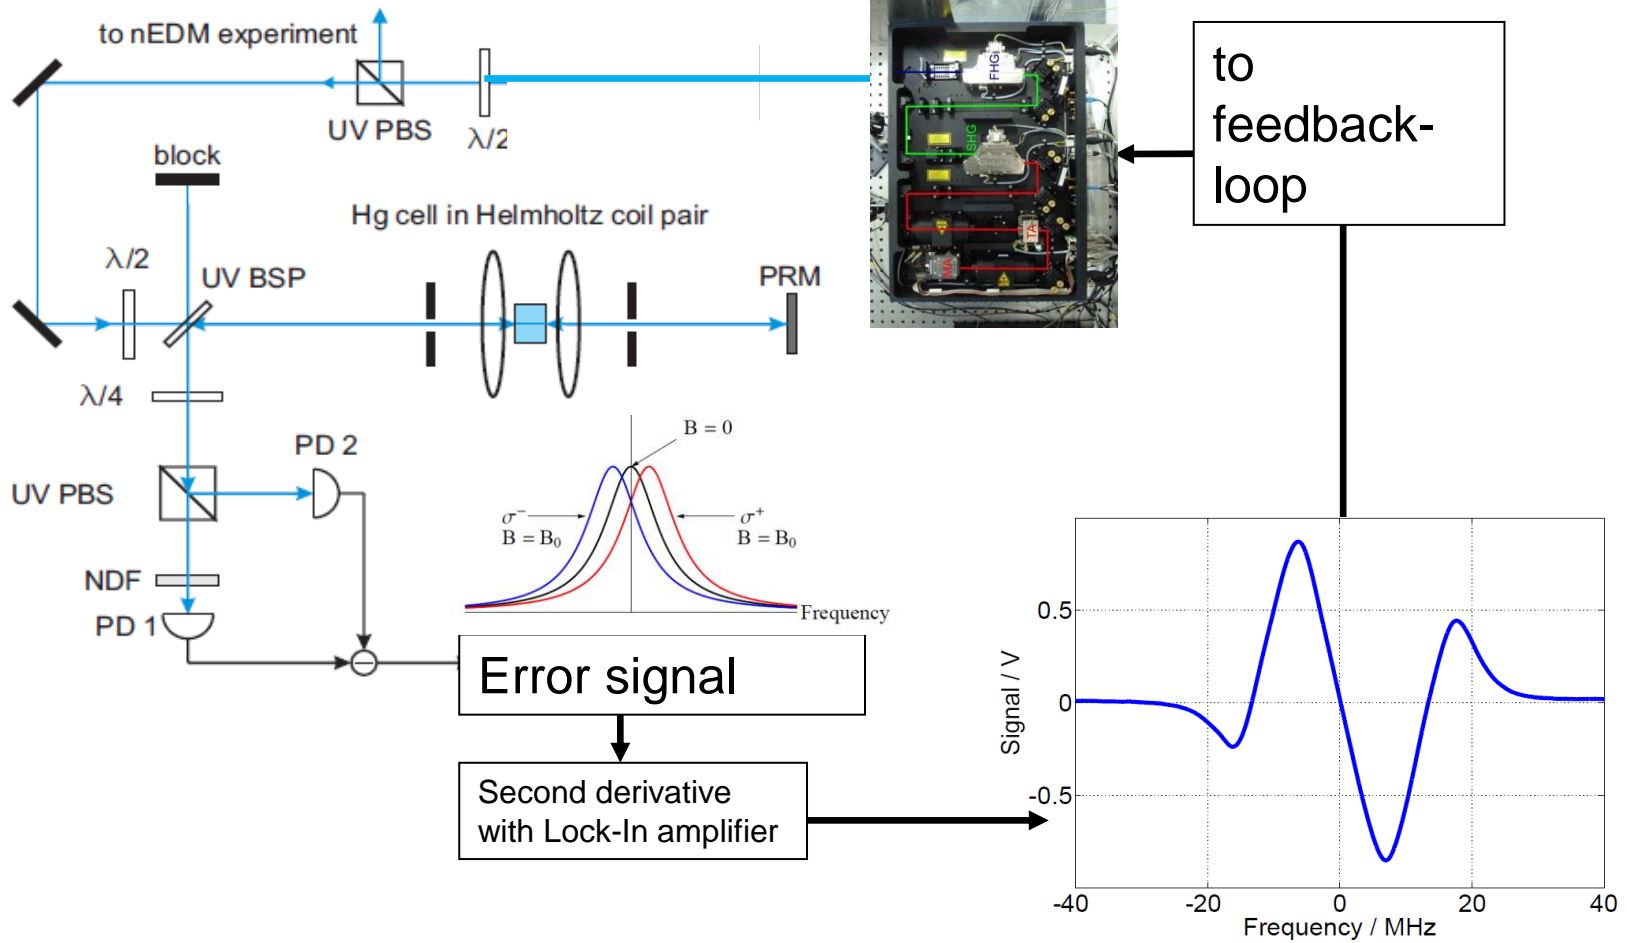 to nEDM experiment
UV PBS
λ/2
block
Hg cell in Helmholtz coil pair
λ/2
UV BSP
PRM
λ/4
PD 2
UV PBS
NDF
PD 1
FHG
SHG
TA
MA
to
feedback-
loop
B = 0
σ⁻
B = B₀
σ⁺
B = B₀
Frequency
Error signal
Second derivative
with Lock-In amplifier
Signal / V
0.5
0
-0.5
-40 -20 0 20 40
Frequency / MHz